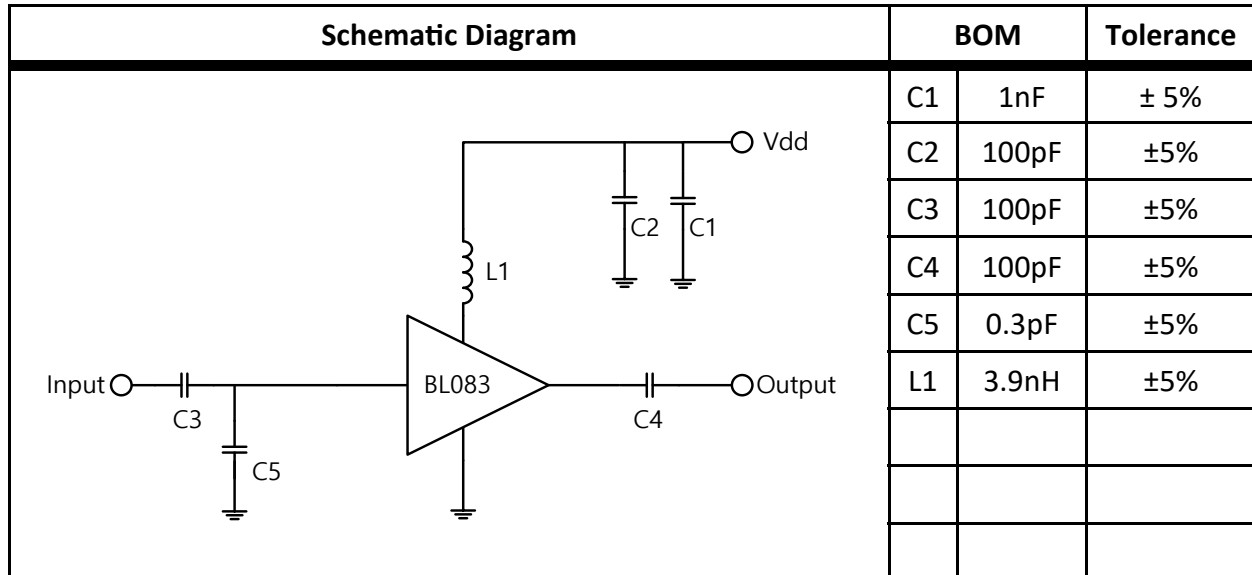 Schematic Diagram BOM Tolerance
C1 1nF ± 5%
C2 100pF ±5%
C3 100pF ±5%
C4 100pF ±5%
C5 0.3pF ±5%
L1 3.9nH ±5%
Vdd
C2 C1
L1
Input BL083 Output
C3 C4
C5